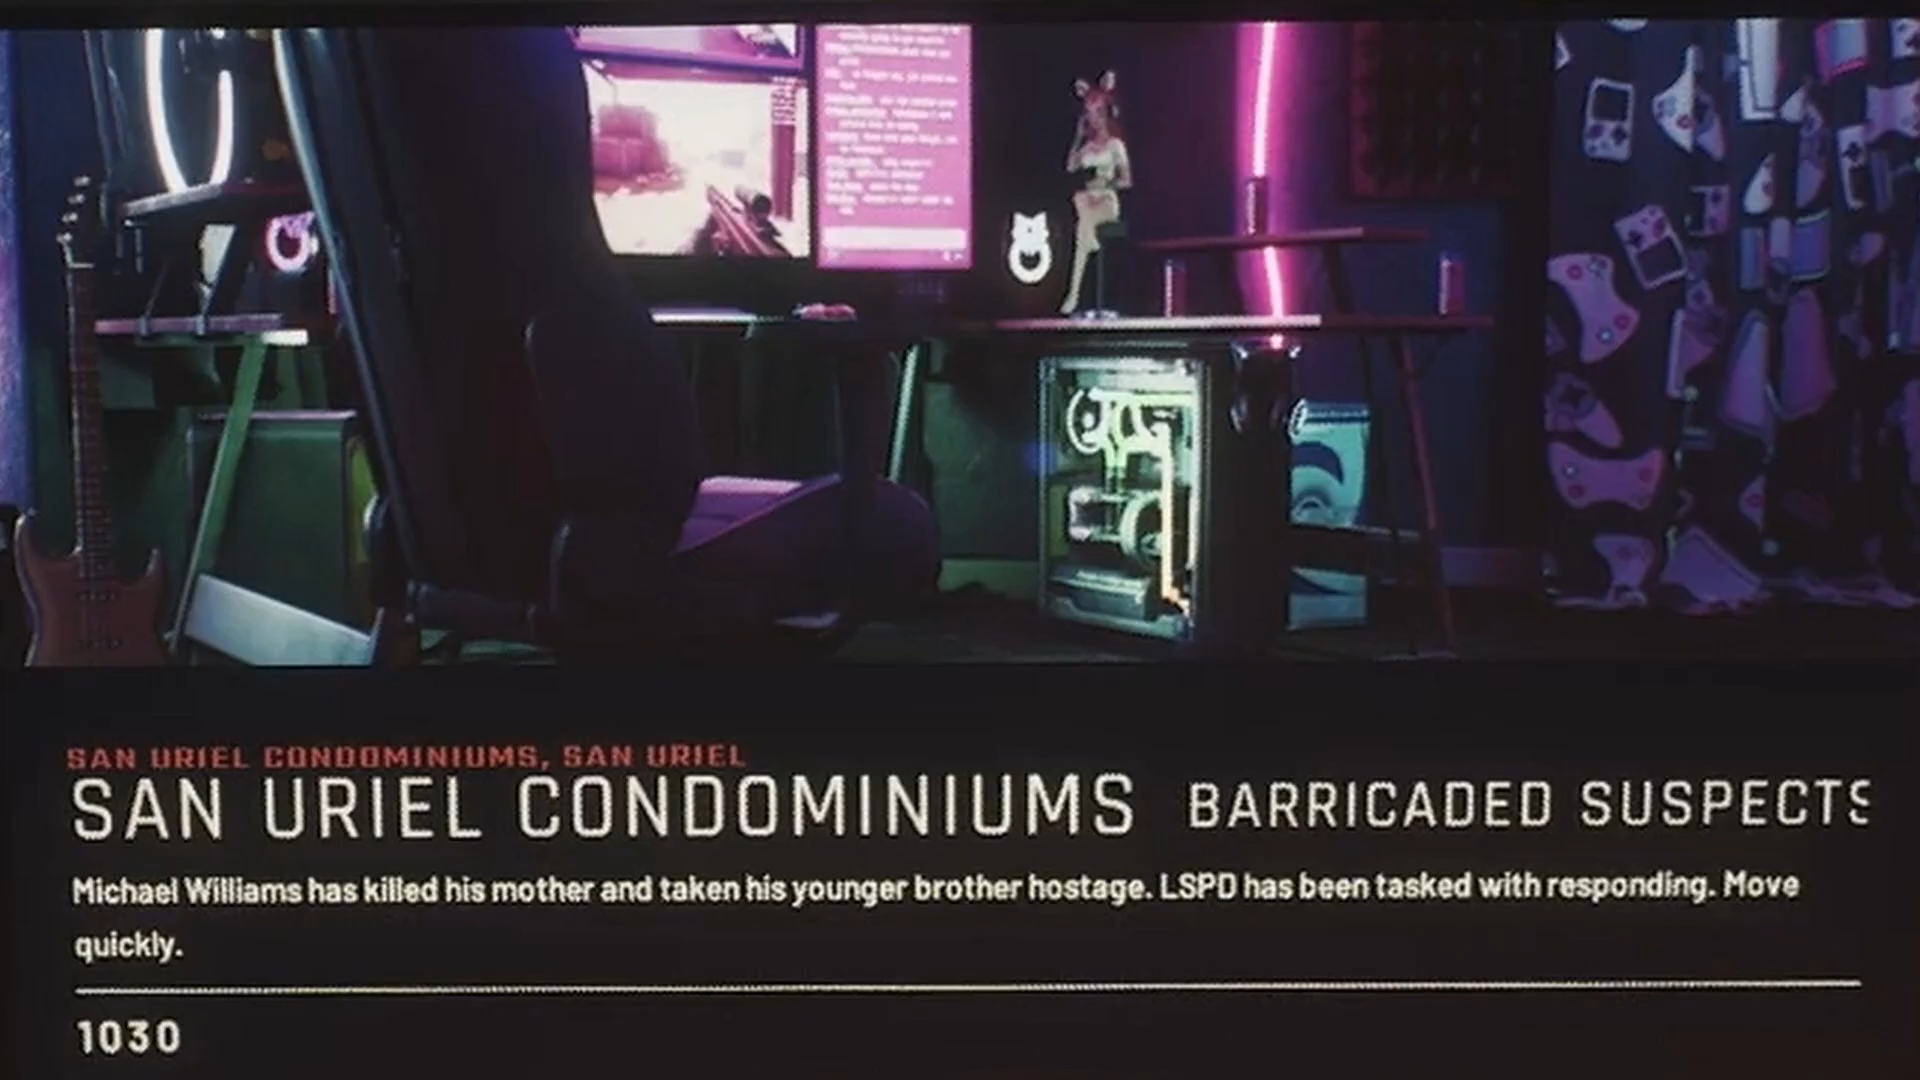 SAN URIEL CONDOMINIUMS, SAN URIEL
SAN URIEL CONDOMINIUMS BARRICADED SUSPECTS
Michael Williams has killed his mother and taken his younger brother hostage. LSPD has been tasked with responding. Move
quickly.
1030